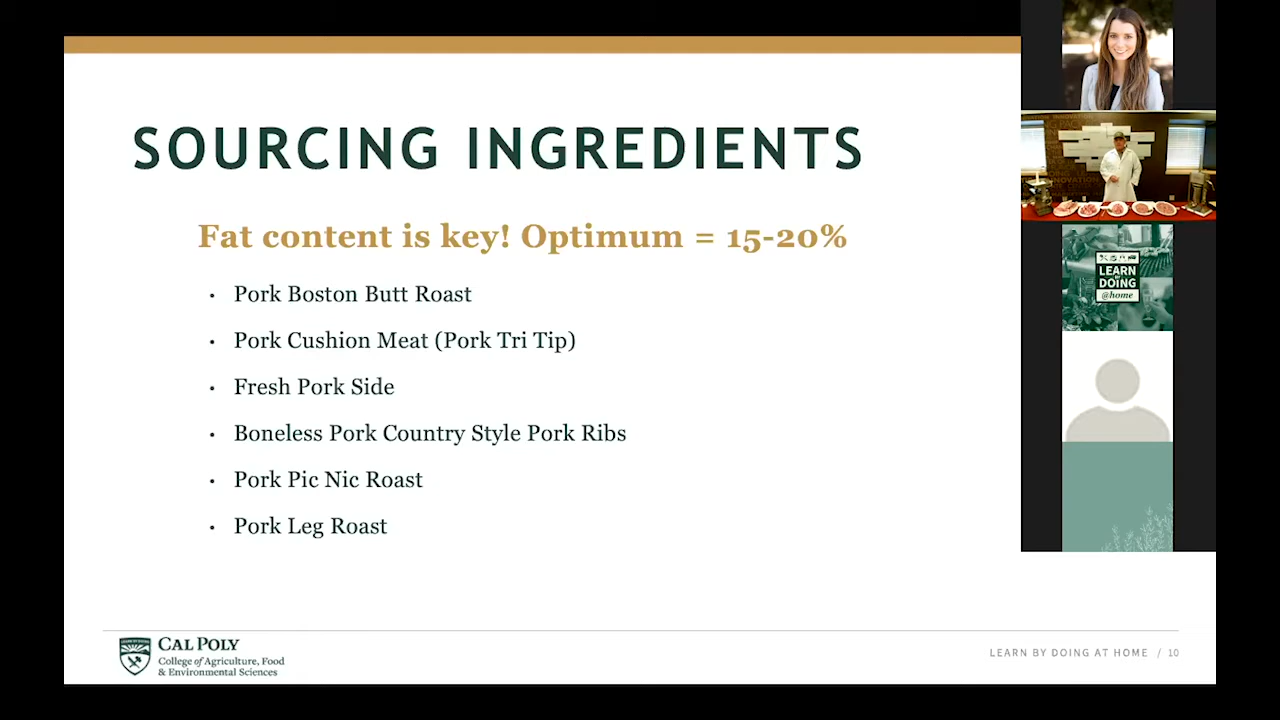 SOURCING INGREDIENTS
Fat content is key! Optimum = 15-20%
• Pork Boston Butt Roast
• Pork Cushion Meat (Pork Tri Tip)
• Fresh Pork Side
• Boneless Pork Country Style Pork Ribs
• Pork Pic Nic Roast
• Pork Leg Roast
CAL POLY
College of Agriculture, Food
& Environmental Sciences
LEARN BY DOING AT HOME / 10
LEARN
BY
DOING
@home
INNOVATION